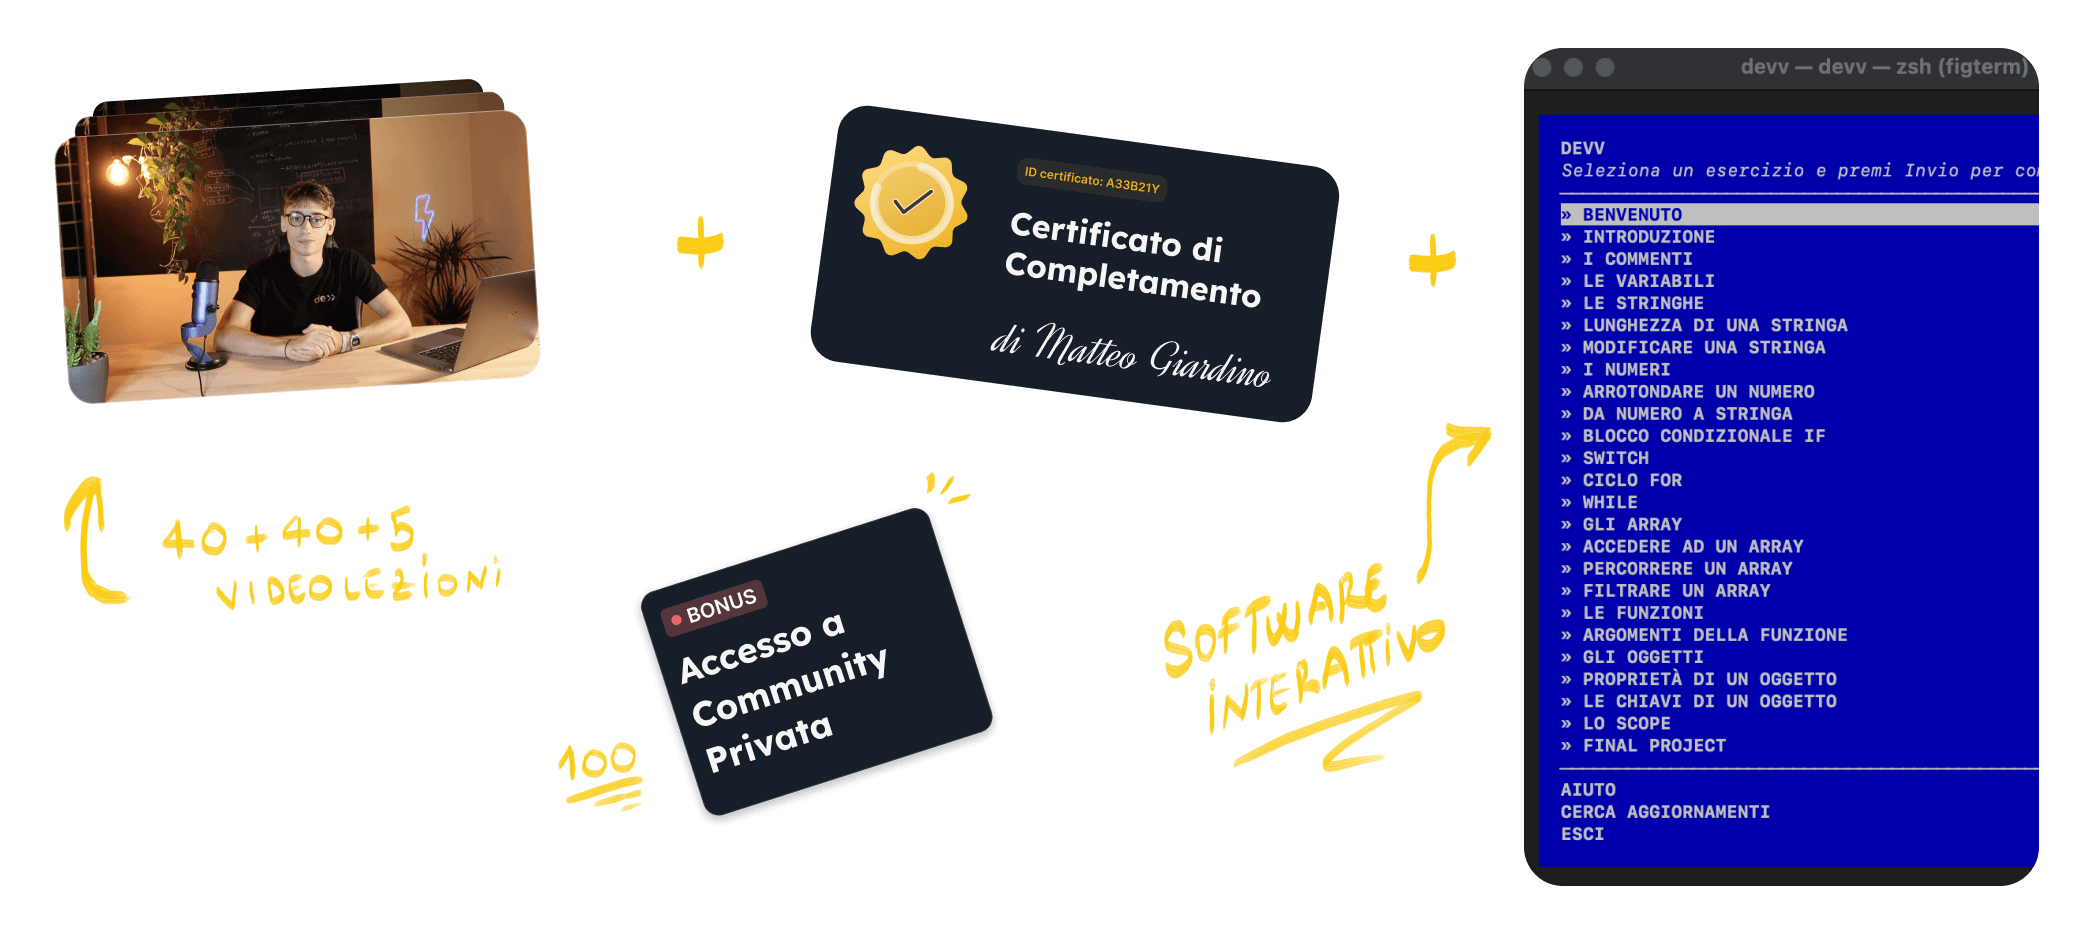 de>>
40 + 40 + 5
VIDEOLEZIONI
ID certificato: A33B21Y
Certificato di
Completamento
di Matteo Giardino
BONUS
Accesso a
Community
Privata
100
SOFTWARE
INTERATTIVO
devv — devv — zsh (figterm)
DEVV
Seleziona un esercizio e premi Invio per co
» BENVENUTO
» INTRODUZIONE
» I COMMENTI
» LE VARIABILI
» LE STRINGHE
» LUNGHEZZA DI UNA STRINGA
» MODIFICARE UNA STRINGA
» I NUMERI
» ARROTONDARE UN NUMERO
» DA NUMERO A STRINGA
» BLOCCO CONDIZIONALE IF
» SWITCH
» CICLO FOR
» WHILE
» GLI ARRAY
» ACCEDERE AD UN ARRAY
» PERCORRERE UN ARRAY
» FILTRARE UN ARRAY
» LE FUNZIONI
» ARGOMENTI DELLA FUNZIONE
» GLI OGGETTI
» PROPRIETÀ DI UN OGGETTO
» LE CHIAVI DI UN OGGETTO
» LO SCOPE
» FINAL PROJECT
AIUTO
CERCA AGGIORNAMENTI
ESCI